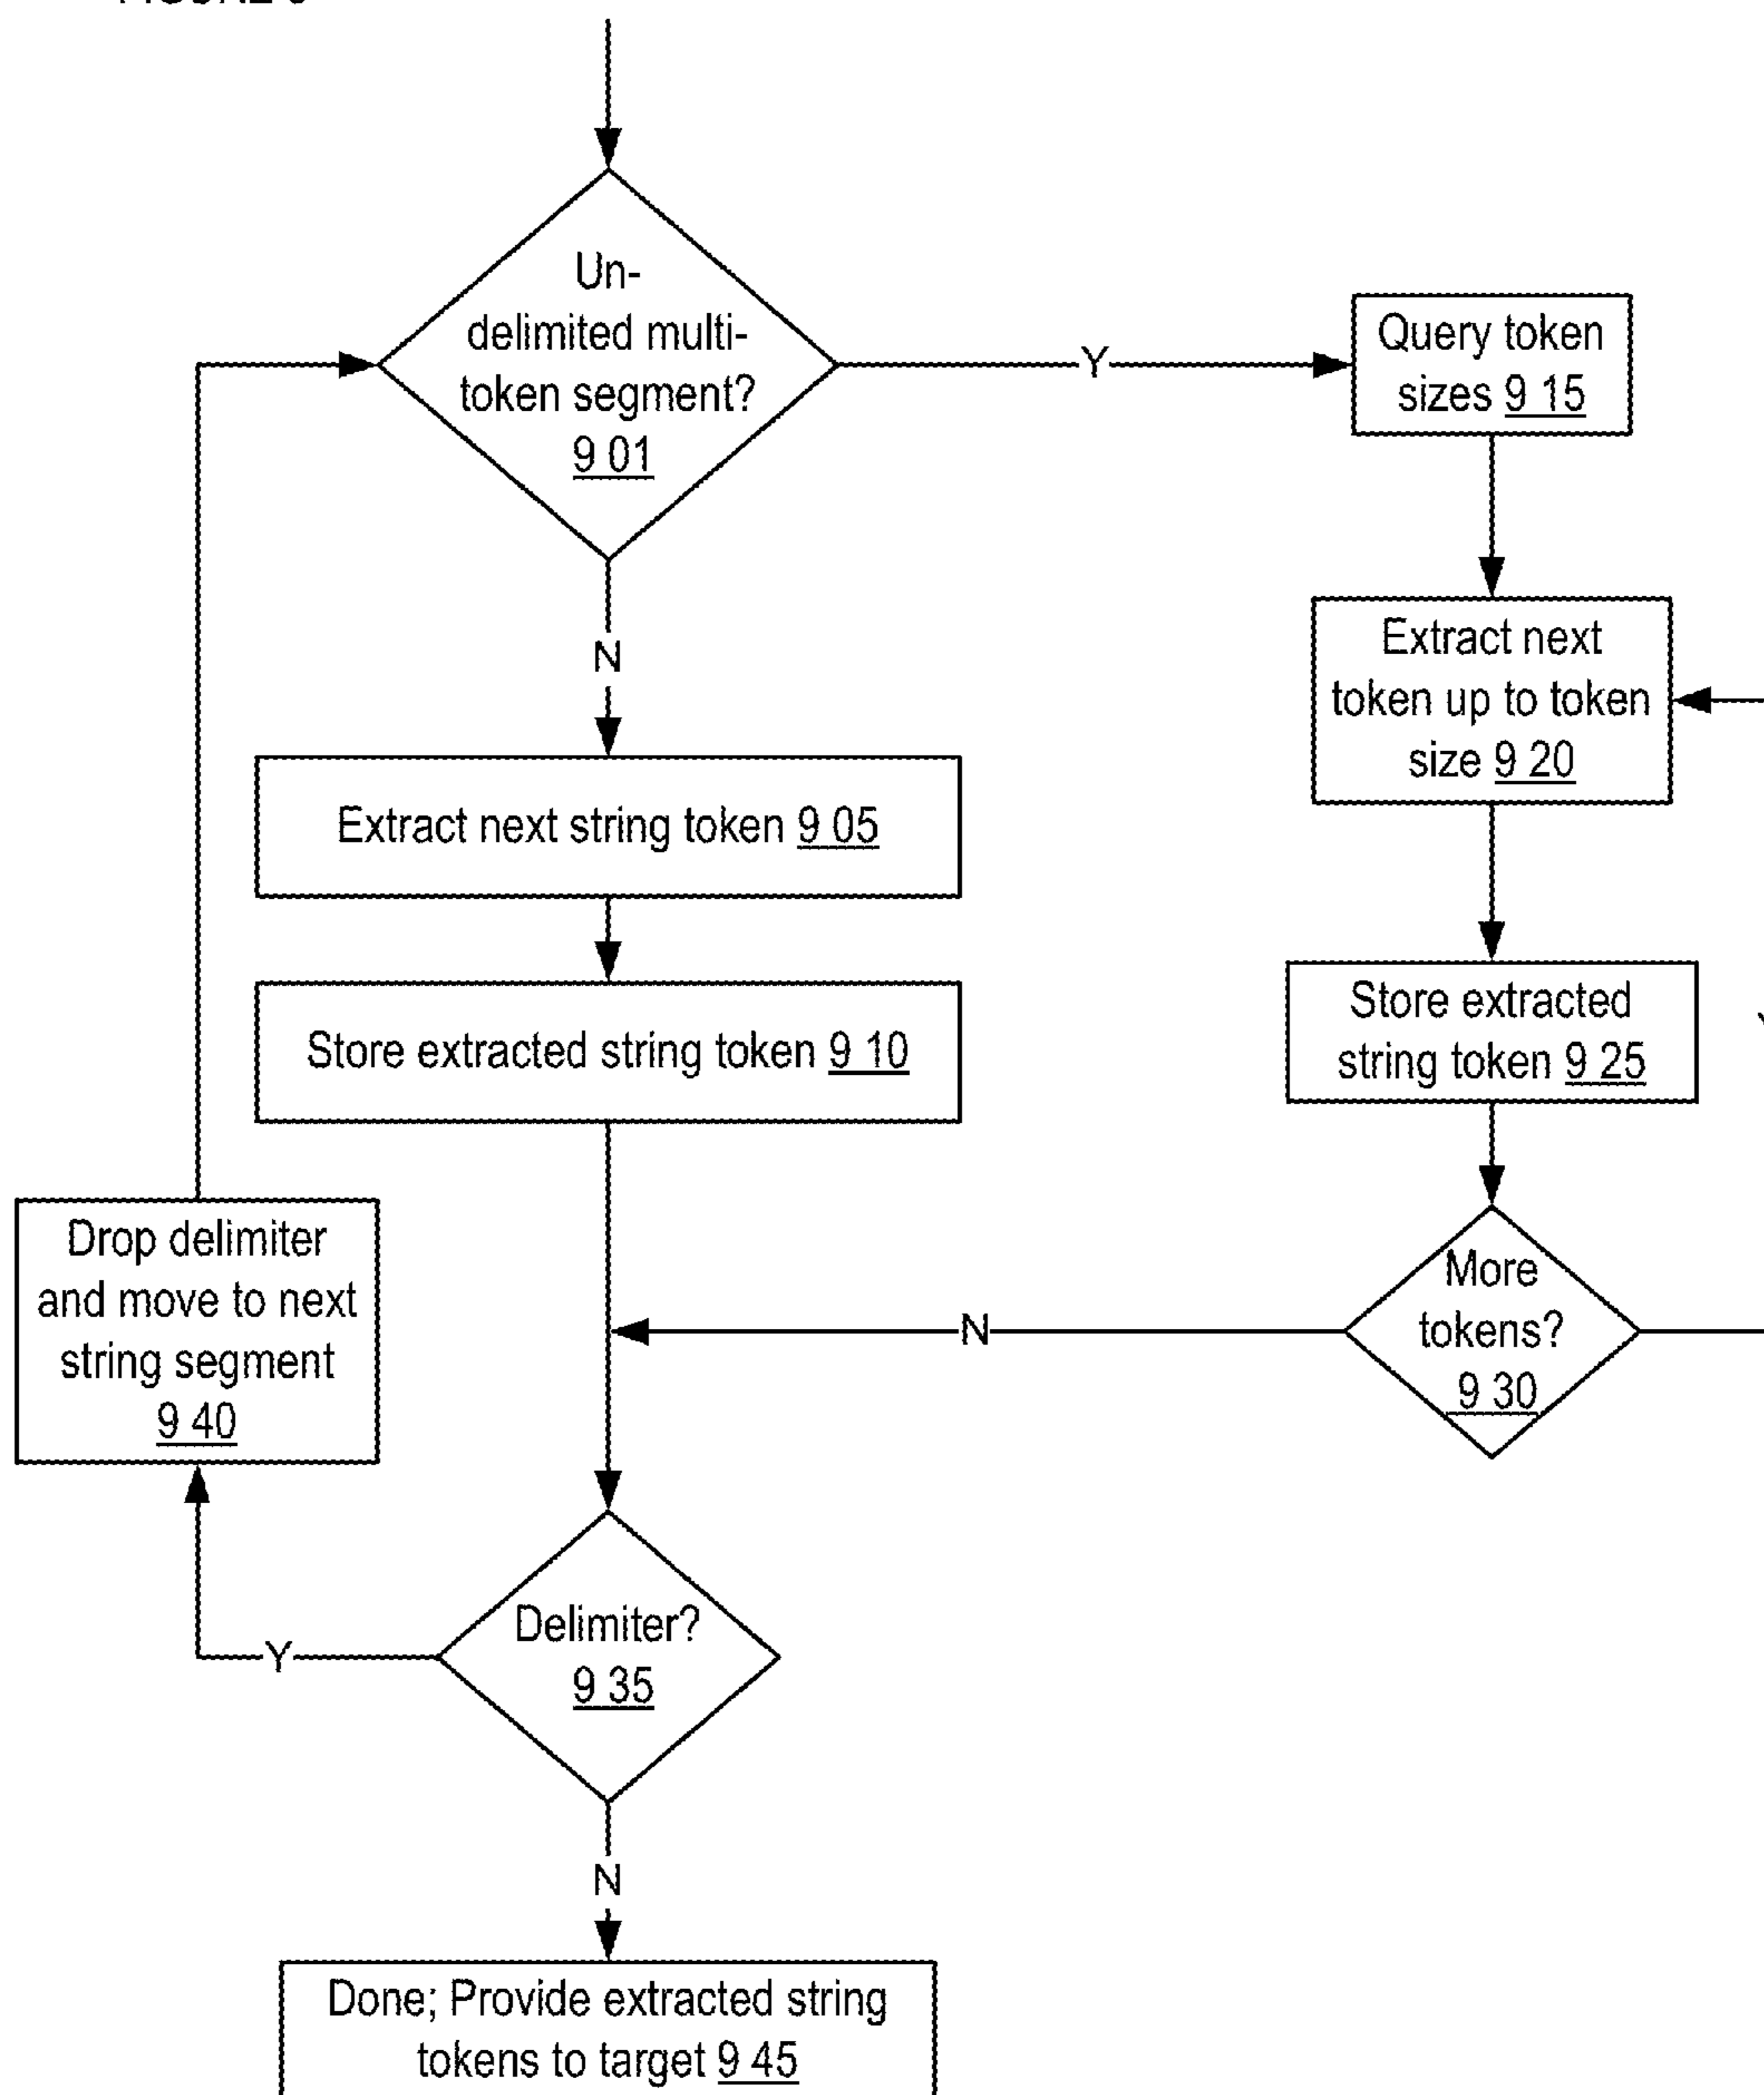 Un-
delimited multi-
token segment?
9 01
Y
Query token
sizes 9 15
N
Extract next
token up to token
size 9 20
Extract next string token 9 05
Store extracted string token 9 10
Store extracted
string token 9 25
Drop delimiter
and move to next
string segment
9 40
More
tokens?
9 30
N
Delimiter?
9 35
Y
N
Done; Provide extracted string
tokens to target 9 45